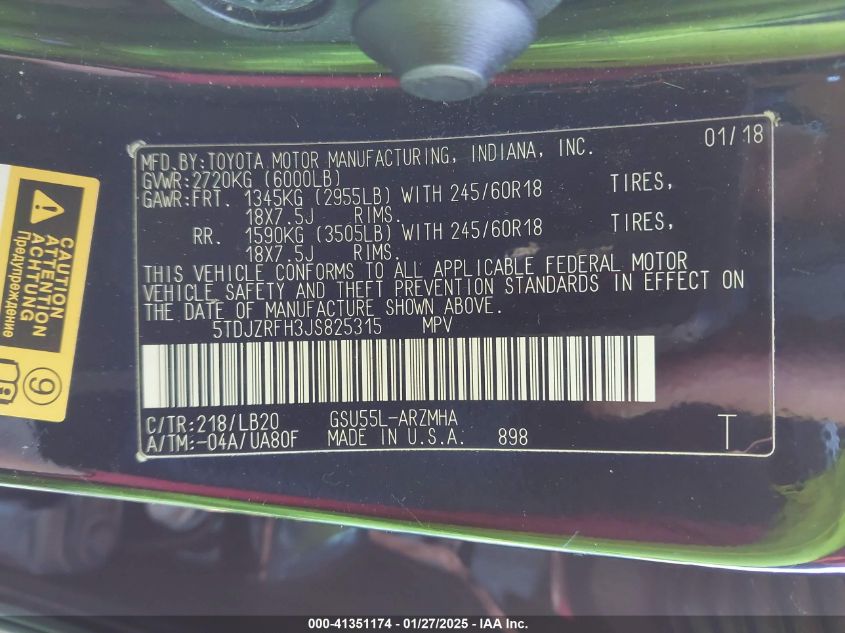 MFD.BY:TOYOTA MOTOR MANUFACTURING, INDIANA, INC. 01/18
GVWR:2720KG (6000LB)
GAWR:FRT. 1345KG (2955LB) WITH 245/60R18 TIRES,
18X7.5J RIMS.
RR. 1590KG (3505LB) WITH 245/60R18 TIRES,
18X7.5J RIMS.
THIS VEHICLE CONFORMS TO ALL APPLICABLE FEDERAL MOTOR
VEHICLE SAFETY AND THEFT PREVENTION STANDARDS IN EFFECT ON
THE DATE OF MANUFACTURE SHOWN ABOVE.
5TDJZRFH3JS825315 MPV
C/TR:218/LB20 GSU55L-ARZMHA
A/TM:-04A/UA80F MADE IN U.S.A. 898 T
CAUTION
ATTENTION
ACHTUNG
Предупреждение
9
000-41351174 - 01/27/2025 - IAA Inc.